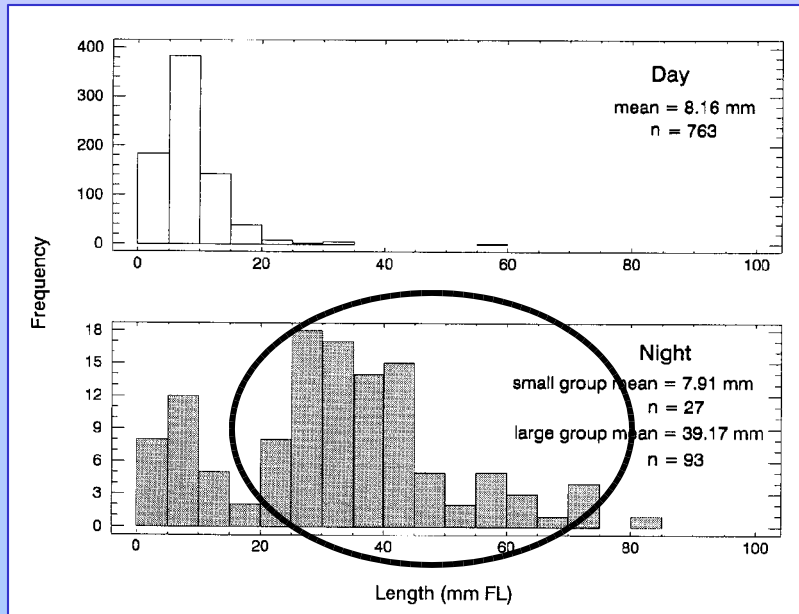 400
300
200
100
0
Day
mean = 8.16 mm
n = 763
0 20 40 60 80 100
Frequency
18
15
12
9
6
3
0
Night
small group mean = 7.91 mm
n = 27
large group mean = 39.17 mm
n = 93
0 20 40 60 80 100
Length (mm FL)